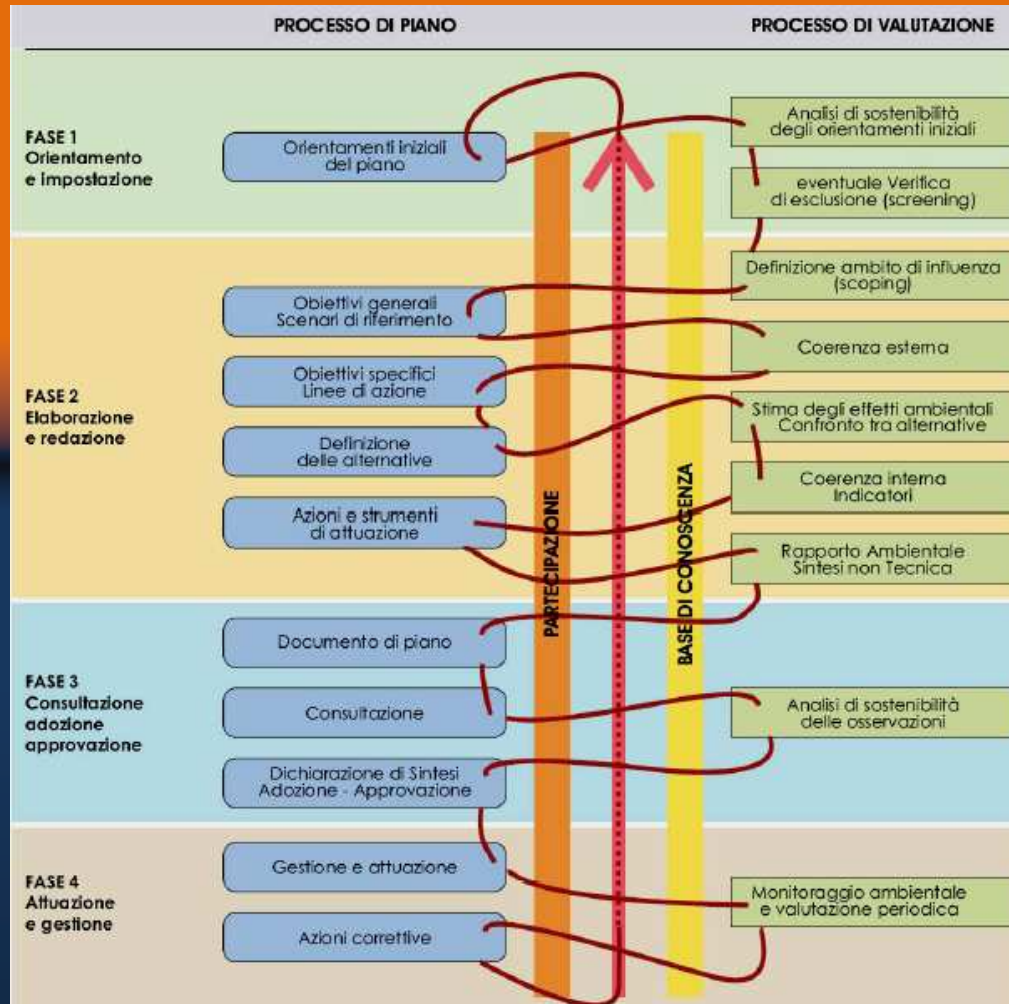 PROCESSO DI PIANO
PROCESSO DI VALUTAZIONE
FASE 1
Orientamento
e impostazione
Orientamenti iniziali
del piano
Analisi di sostenibilità
degli orientamenti iniziali
eventuale Verifica
di esclusione (screening)
FASE 2
Elaborazione
e redazione
Obiettivi generali
Scenari di riferimento
Obiettivi specifici
Linee di azione
Definizione
delle alternative
Azioni e strumenti
di attuazione
Definizione ambito di influenza
(scoping)
Coerenza esterna
Stima degli effetti ambientali
Confronto tra alternative
Coerenza interna
Indicatori
Rapporto Ambientale
Sintesi non Tecnica
PARTECIPAZIONE
BASE DI CONOSCENZA
FASE 3
Consultazione
adozione
approvazione
Documento di piano
Consultazione
Dichiarazione di Sintesi
Adozione - Approvazione
Analisi di sostenibilità
delle osservazioni
FASE 4
Attuazione
e gestione
Gestione e attuazione
Azioni correttive
Monitoraggio ambientale
e valutazione periodica